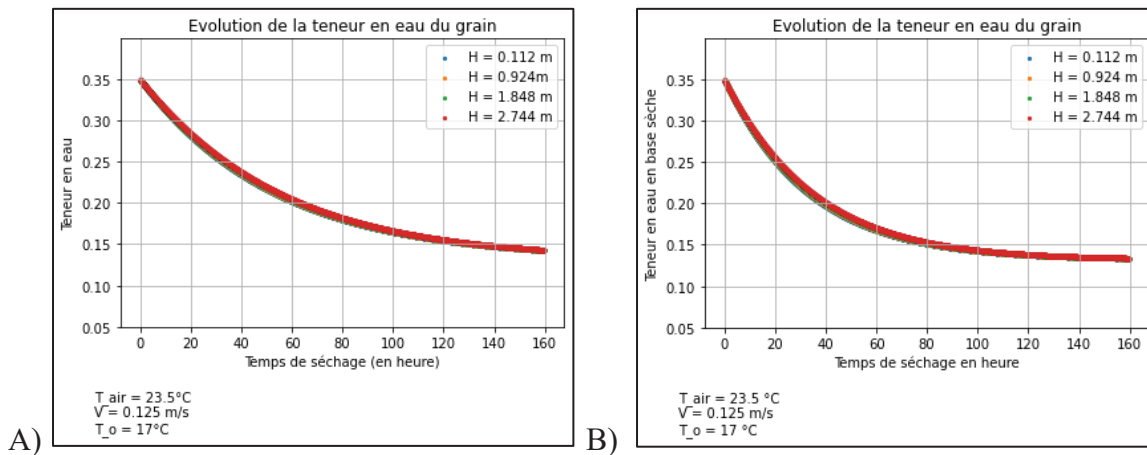 Evolution de la teneur en eau du grain
H = 0.112 m
H = 0.924m
H = 1.848 m
H = 2.744 m
Teneur en eau
0.35
0.30
0.25
0.20
0.15
0.10
0.05
0 20 40 60 80 100 120 140 160
Temps de séchage (en heure)
T_air = 23.5°C
V = 0.125 m/s
T_o = 17°C
A)
Evolution de la teneur en eau du grain
H = 0.112 m
H = 0.924m
H = 1.848 m
H = 2.744 m
Teneur en eau en base sèche
0.35
0.30
0.25
0.20
0.15
0.10
0.05
0 20 40 60 80 100 120 140 160
Temps de séchage en heure
T_air = 23.5 °C
V = 0.125 m/s
T_o = 17 °C
B)